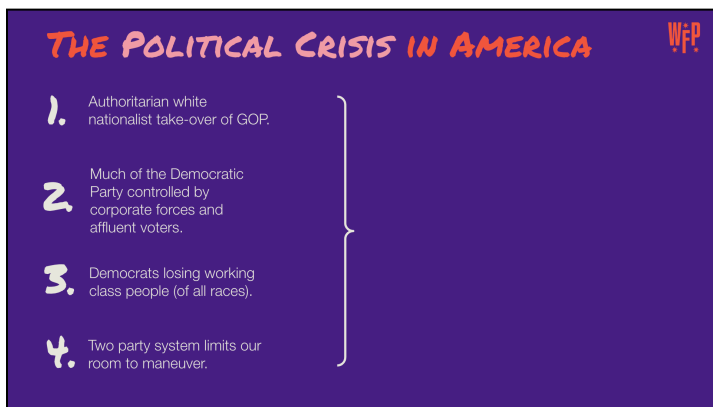 The Political Crisis in America
WFP
1.
Authoritarian white
nationalist take-over of GOP.
2.
Much of the Democratic
Party controlled by
corporate forces and
affluent voters.
3.
Democrats losing working
class people (of all races).
4.
Two party system limits our
room to maneuver.